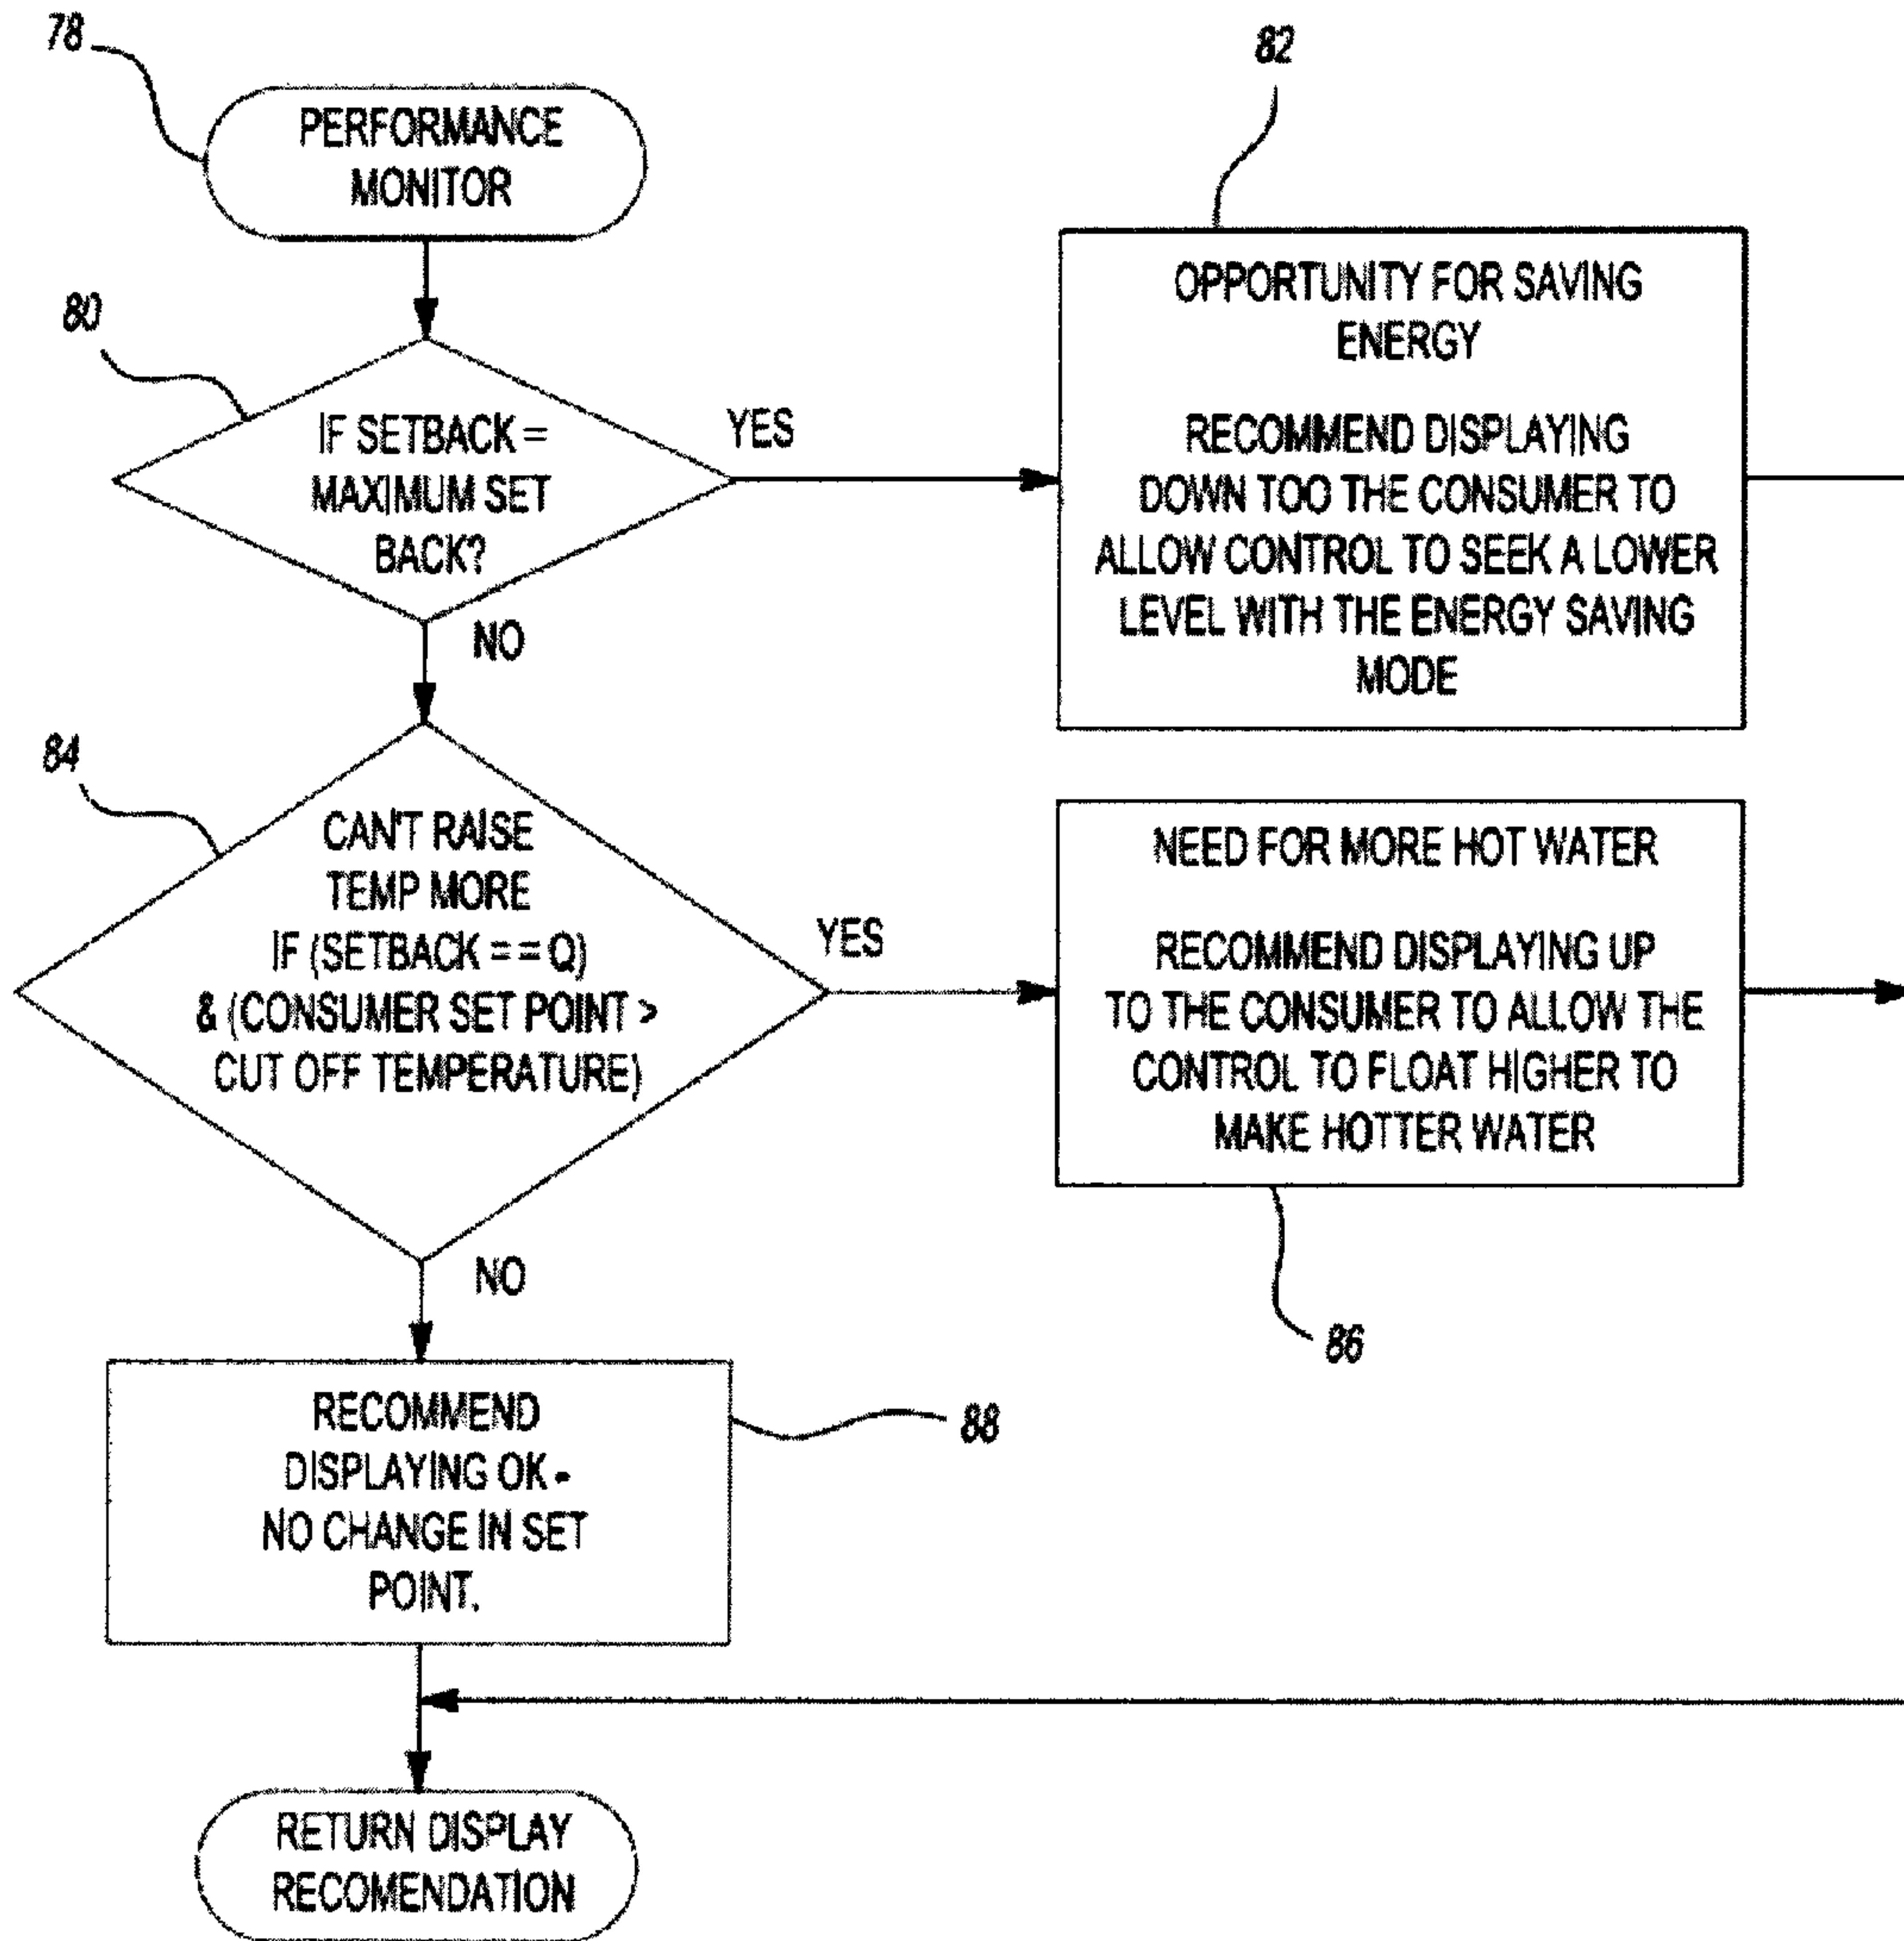 78
PERFORMANCE
MONITOR
82
80
IF SETBACK =
MAXIMUM SET
BACK?
YES
NO
OPPORTUNITY FOR SAVING
ENERGY
RECOMMEND DISPLAYING
DOWN TOO THE CONSUMER TO
ALLOW CONTROL TO SEEK A LOWER
LEVEL WITH THE ENERGY SAVING
MODE
84
CAN'T RAISE
TEMP MORE
IF (SETBACK = = Q)
& (CONSUMER SET POINT >
CUT OFF TEMPERATURE)
YES
NO
NEED FOR MORE HOT WATER
RECOMMEND DISPLAYING UP
TO THE CONSUMER TO ALLOW THE
CONTROL TO FLOAT HIGHER TO
MAKE HOTTER WATER
86
RECOMMEND
DISPLAYING OK -
NO CHANGE IN SET
POINT.
88
RETURN DISPLAY
RECOMENDATION